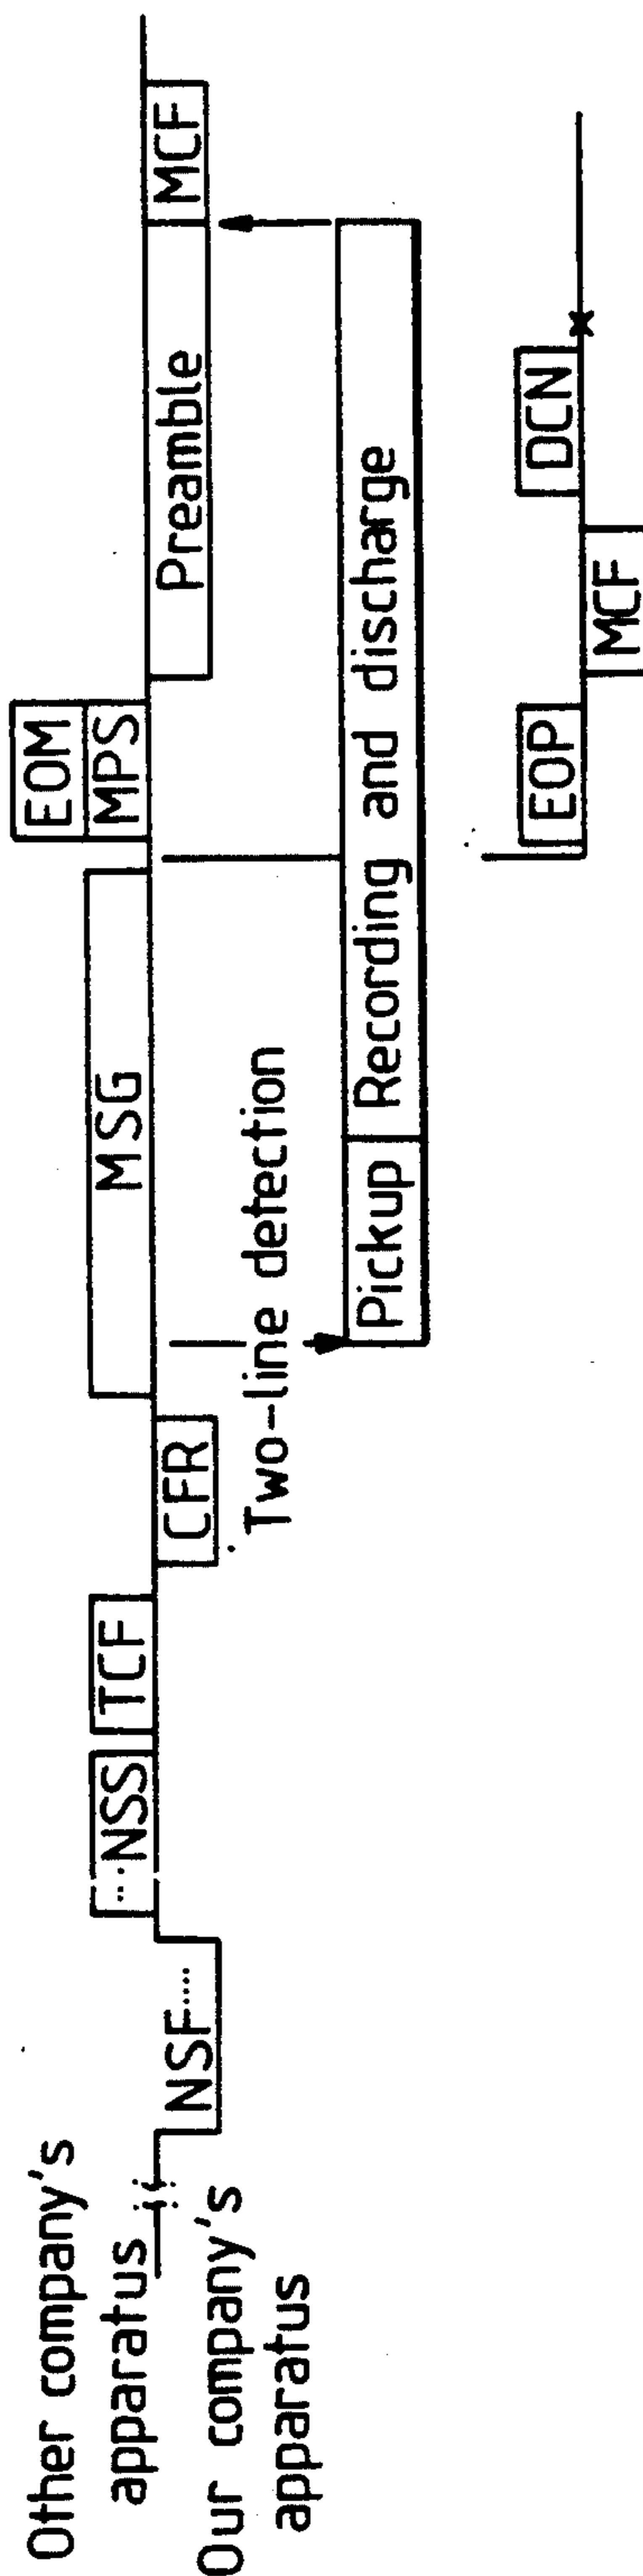 Other company's
apparatus
Our company's
apparatus
NSF....
...NSS
TCF
CFR
MSG
EOM
MPS
Preamble
MCF
Two-line detection
Pickup
Recording and discharge
EOP
MCF
DCN